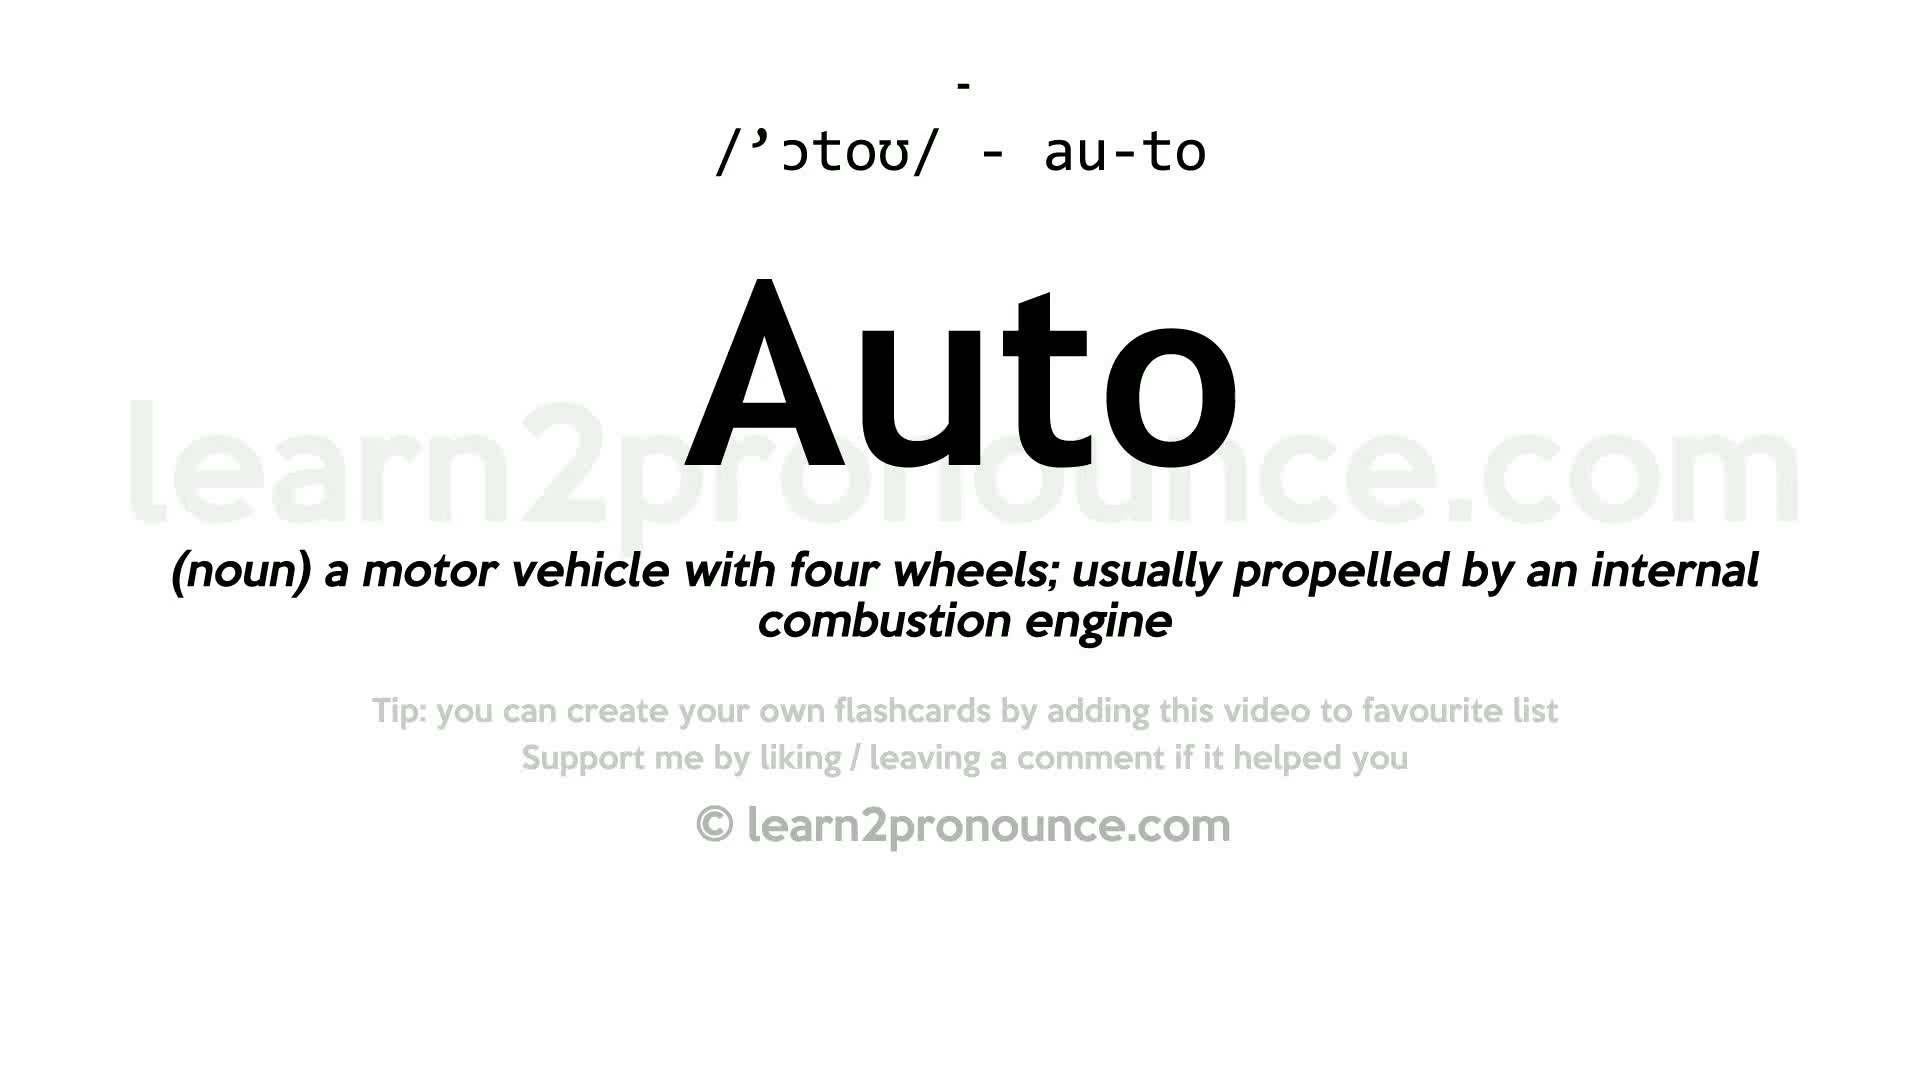 -
/’ɔtoʊ/ - au-to
Auto
learn2pronounce.com
(noun) a motor vehicle with four wheels; usually propelled by an internal
combustion engine
Tip: you can create your own flashcards by adding this video to favourite list
Support me by liking / leaving a comment if it helped you
© learn2pronounce.com